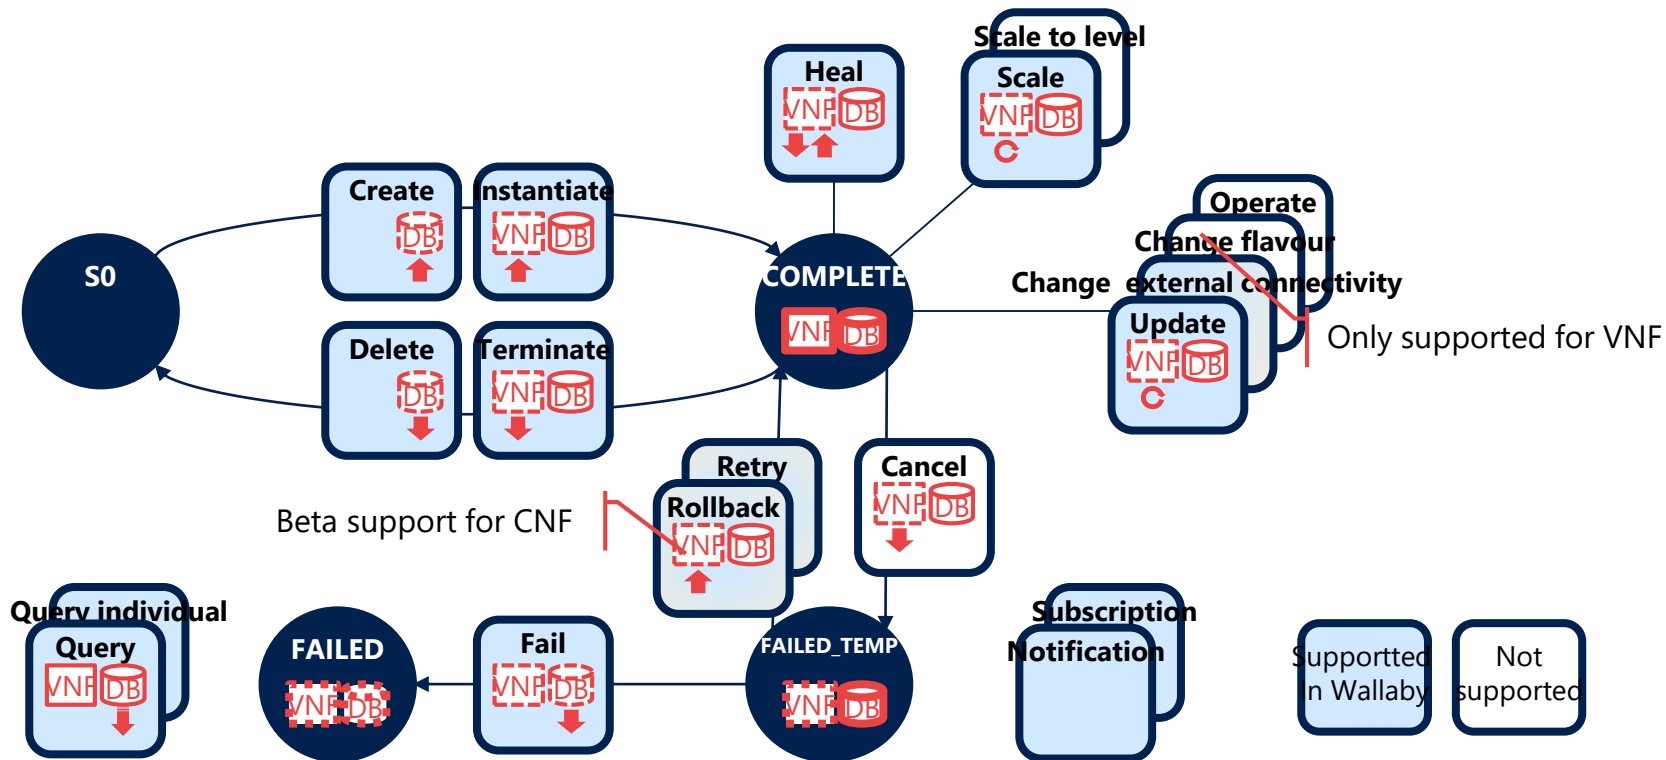 Scale to level
Heal
VNF DB
Scale
VNF DB
Create
DB
Instantiate
VNF DB
Operate
Change flavour
Change external connectivity
Update
VNF DB
Only supported for VNF
S0
COMPLETE
VNF DB
Delete
DB
Terminate
VNF DB
Retry
Rollback
VNF DB
Beta support for CNF
Cancel
VNF DB
Query individual
Query
VNF DB
FAILED
VNF DB
Fail
VNF DB
FAILED_TEMP
VNF DB
Subscription
Notification
Supportted
In Wallaby
Not
supported